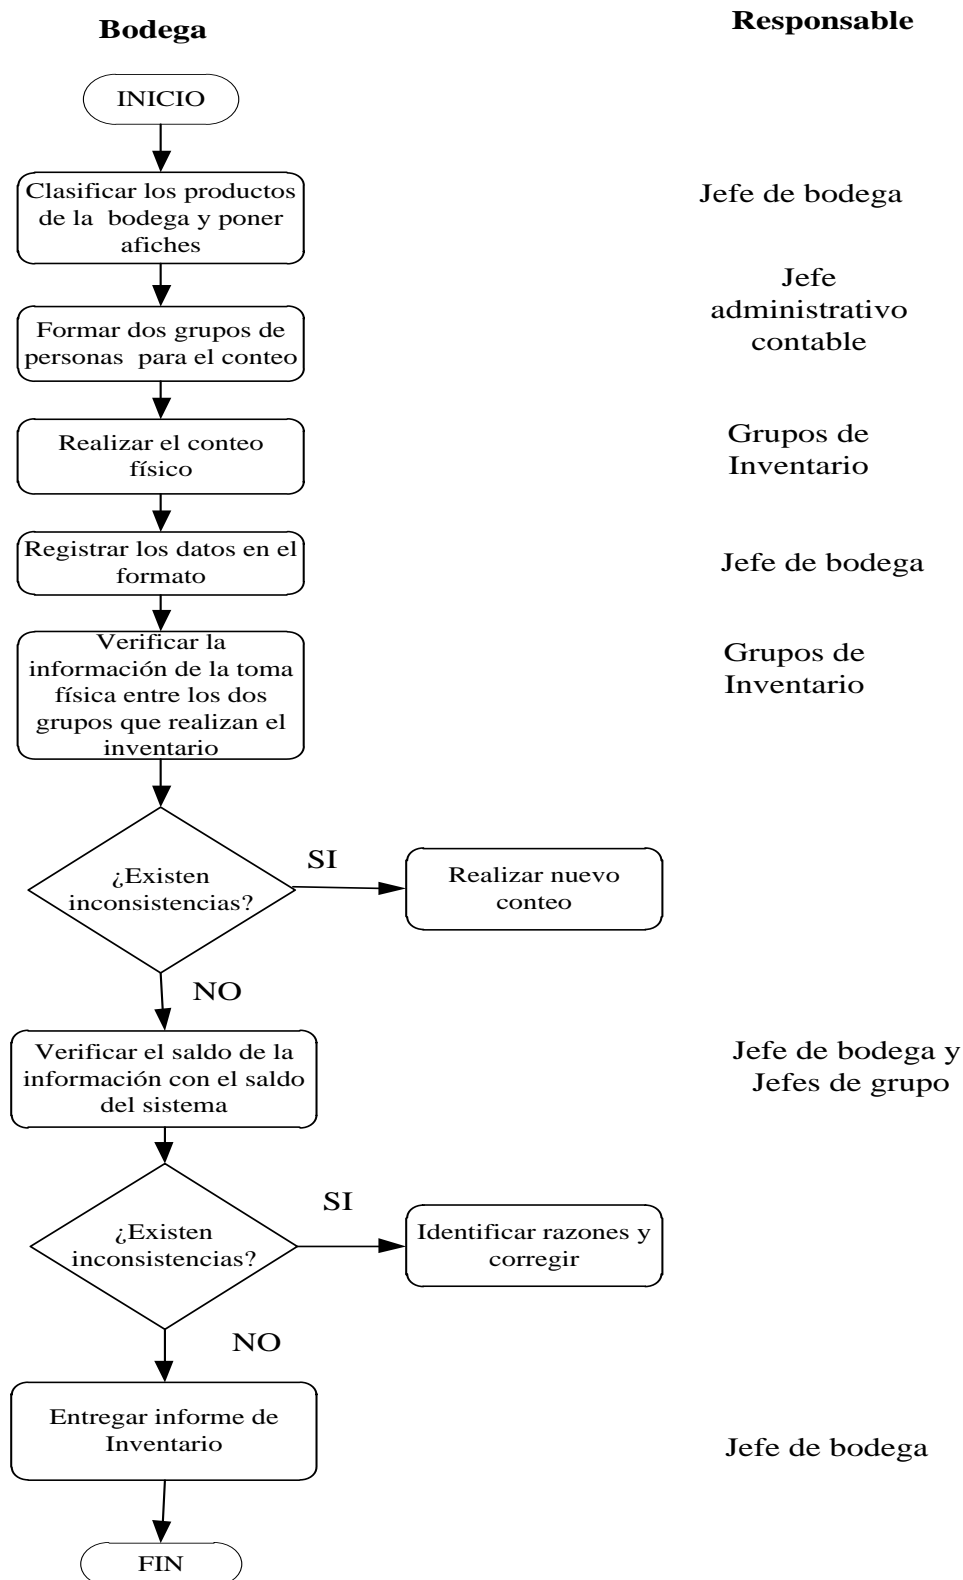 Bodega
Responsable
INICIO
Clasificar los productos
de la bodega y poner
afiches
Jefe de bodega
Formar dos grupos de
personas para el conteo
Jefe
administrativo
contable
Realizar el conteo
físico
Grupos de
Inventario
Registrar los datos en el
formato
Jefe de bodega
Verificar la
información de la toma
física entre los dos
grupos que realizan el
inventario
Grupos de
Inventario
¿Existen
inconsistencias?
SI
Realizar nuevo
conteo
NO
Verificar el saldo de la
información con el saldo
del sistema
Jefe de bodega y
Jefes de grupo
¿Existen
inconsistencias?
SI
Identificar razones y
corregir
NO
Entregar informe de
Inventario
Jefe de bodega
FIN